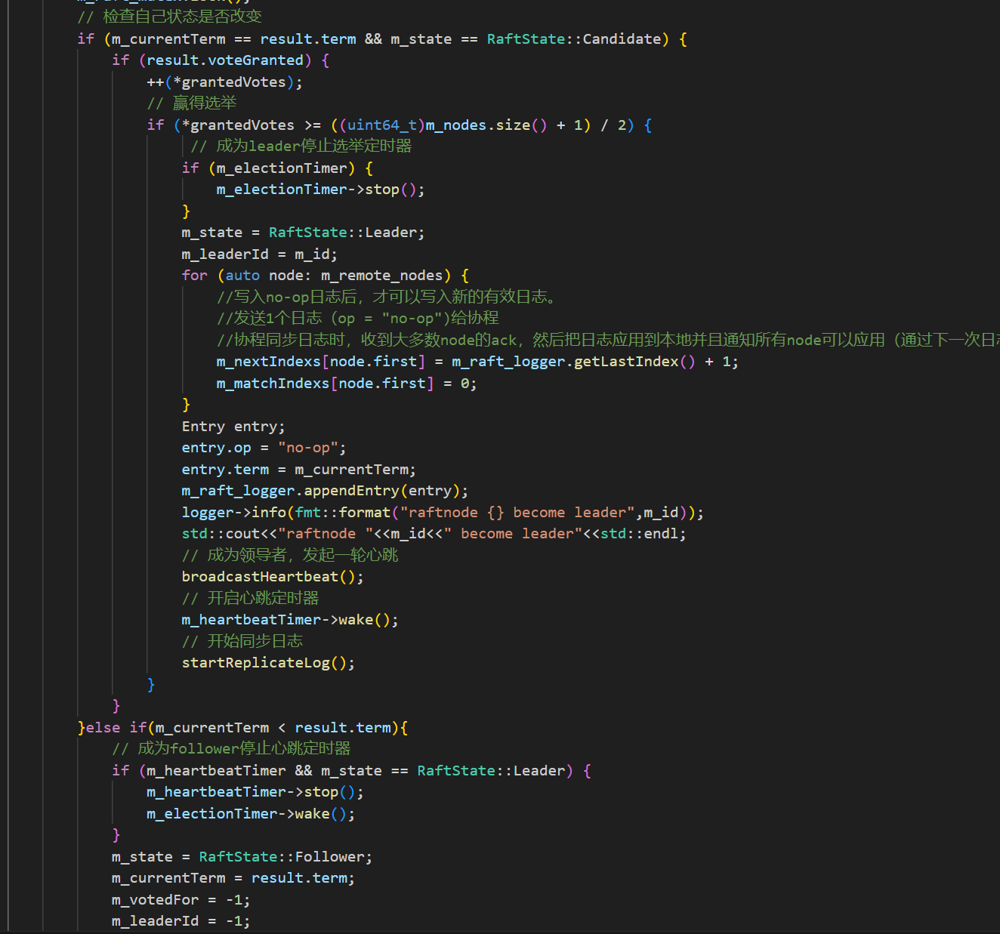 // 检查自己状态是否改变
if (m_currentTerm == result.term && m_state == RaftState::Candidate) {
if (result.voteGranted) {
++(*grantedVotes);
// 赢得选举
if (*grantedVotes >= ((uint64_t)m_nodes.size() + 1) / 2) {
// 成为leader停止选举定时器
if (m_electionTimer) {
m_electionTimer->stop();
}
m_state = RaftState::Leader;
m_leaderId = m_id;
for (auto node: m_remote_nodes) {
//写入no-op日志后，才可以写入新的有效日志。
//发送1个日志（op = "no-op")给协程
//协程同步日志时，收到大多数node的ack，然后把日志应用到本地并且通知所有node可以应用（通过下一次日
m_nextIndexs[node.first] = m_raft_logger.getLastIndex() + 1;
m_matchIndexs[node.first] = 0;
}
Entry entry;
entry.op = "no-op";
entry.term = m_currentTerm;
m_raft_logger.appendEntry(entry);
logger->info(fmt::format("raftnode {} become leader",m_id));
std::cout<<"raftnode "<<m_id<<" become leader"<<std::endl;
// 成为领导者，发起一轮心跳
broadcastHeartbeat();
// 开启心跳定时器
m_heartbeatTimer->wake();
// 开始同步日志
startReplicateLog();
}
}
}else if(m_currentTerm < result.term){
// 成为follower停止心跳定时器
if (m_heartbeatTimer && m_state == RaftState::Leader) {
m_heartbeatTimer->stop();
m_electionTimer->wake();
}
m_state = RaftState::Follower;
m_currentTerm = result.term;
m_votedFor = -1;
m_leaderId = -1;